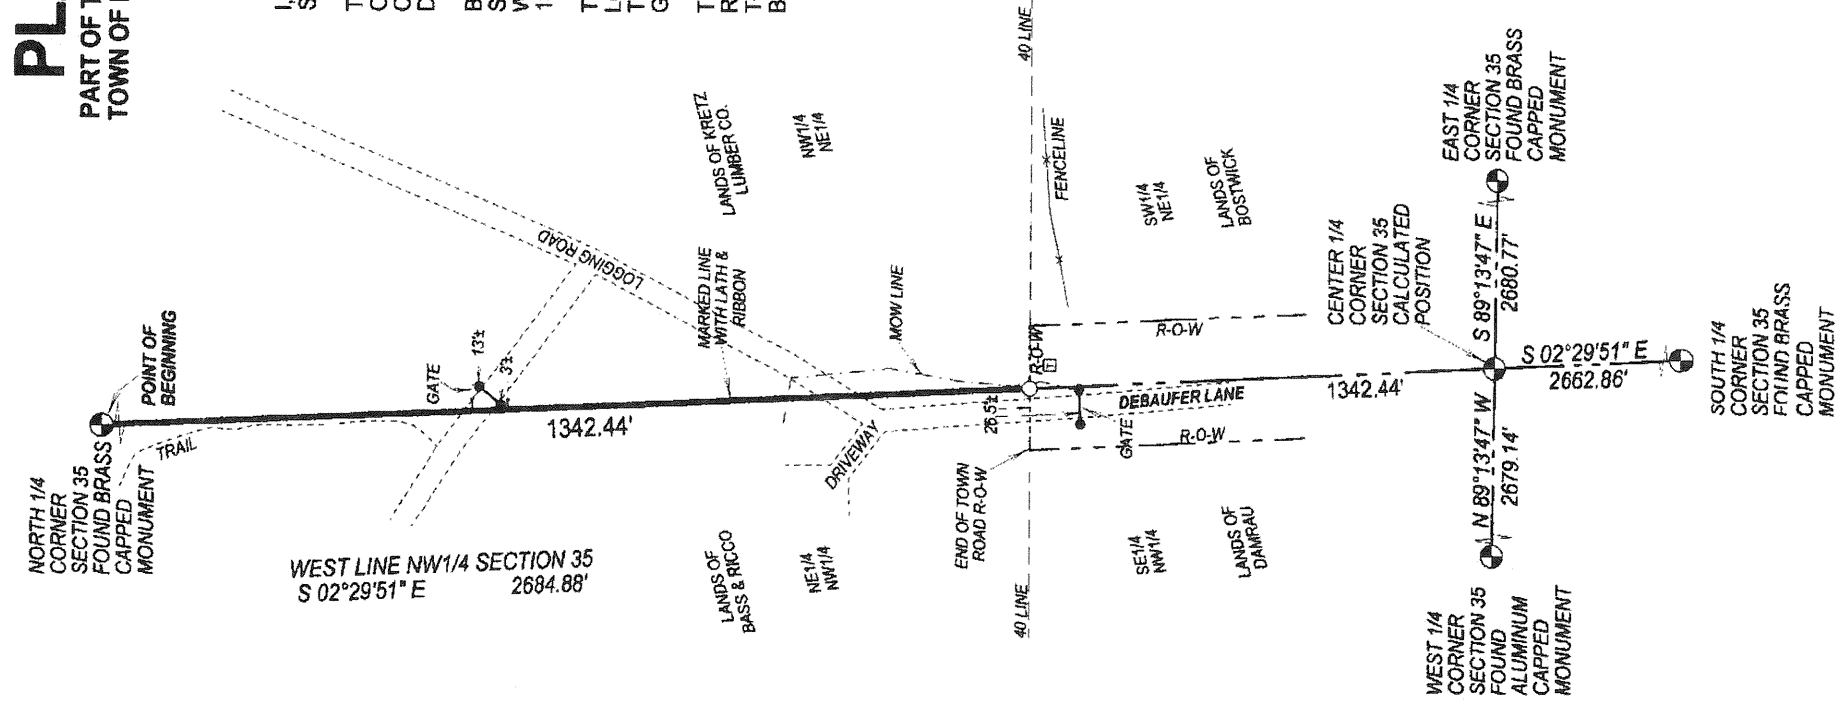 PL
PART OF T
TOWN OF
NORTH 1/4
CORNER
SECTION 35
FOUND BRASS
CAPPED
MONUMENT
POINT OF
BEGINNING
TRAIL
WEST LINE NW1/4 SECTION 35
S 02°29'51" E 2684.88'
GATE
13'±
3'±
1342.44'
LOGGING ROAD
MARKED LINE
WITH LATH &
RIBBON
LANDS OF KRETZ
LUMBER CO.
NW1/4
NE1/4
LANDS OF
BASS & RICCO
NE1/4
NW1/4
MOW LINE
DRIVEWAY
40 LINE
40 LINE
R-O-W
26.5'±
END OF TOWN
ROAD R-O-W
FENCELINE
GATE
DEBAUFER LANE
R-O-W
R-O-W
SW1/4
NE1/4
LANDS OF
BOSTWICK
SE1/4
NW1/4
LANDS OF
DAMRAU
1342.44'
CENTER 1/4
CORNER
SECTION 35
CALCULATED
POSITION
EAST 1/4
CORNER
SECTION 35
FOUND BRASS
CAPPED
MONUMENT
S 89°13'47" E
2680.77'
N 89°13'47" W
2679.14'
S 02°29'51" E
2662.86'
WEST 1/4
CORNER
SECTION 35
FOUND
ALUMINUM
CAPPED
MONUMENT
SOUTH 1/4
CORNER
SECTION 35
FOUND BRASS
CAPPED
MONUMENT